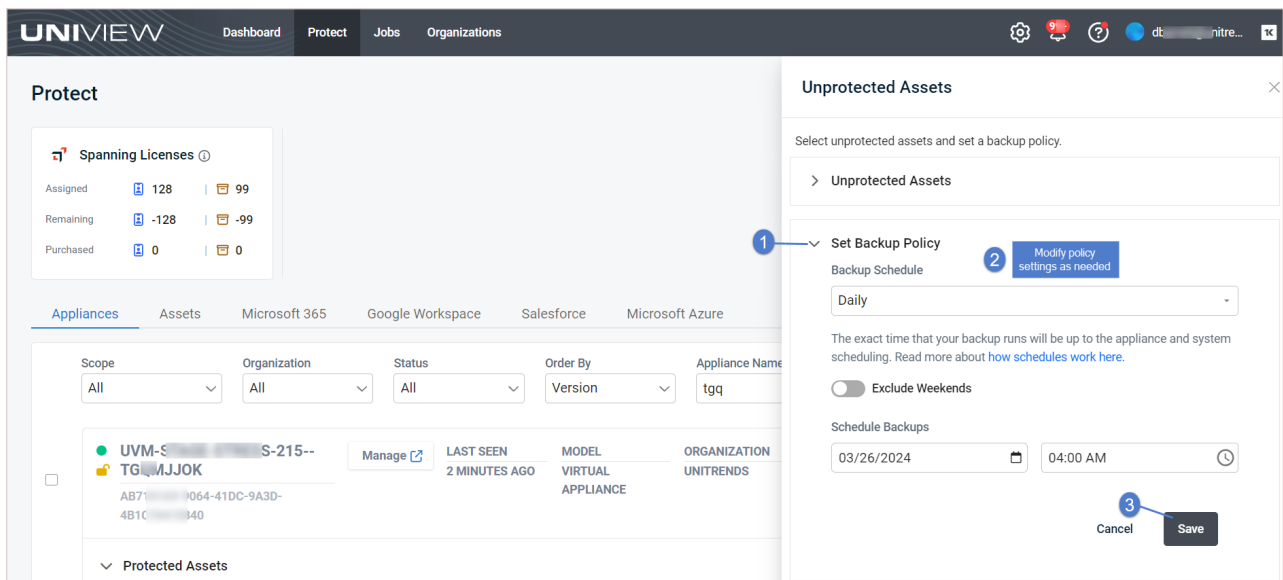 UNIVIEW
Dashboard
Protect
Jobs
Organizations
Protect
Spanning Licenses
Assigned 128 | 99
Remaining -128 | -99
Purchased 0 | 0
Appliances
Assets
Microsoft 365
Google Workspace
Salesforce
Microsoft Azure
Scope
All
Organization
All
Status
All
Order By
Version
Appliance Name
tgq
UVM-S
S-215--
Manage
LAST SEEN
2 MINUTES AGO
MODEL
VIRTUAL
APPLIANCE
ORGANIZATION
UNITRENDS
Protected Assets
Unprotected Assets
Select unprotected assets and set a backup policy.
Unprotected Assets
1
Set Backup Policy
2
Modify policy
settings as needed
Backup Schedule
Daily
The exact time that your backup runs will be up to the appliance and system
scheduling. Read more about how schedules work here.
Exclude Weekends
Schedule Backups
03/26/2024
04:00 AM
3
Cancel
Save